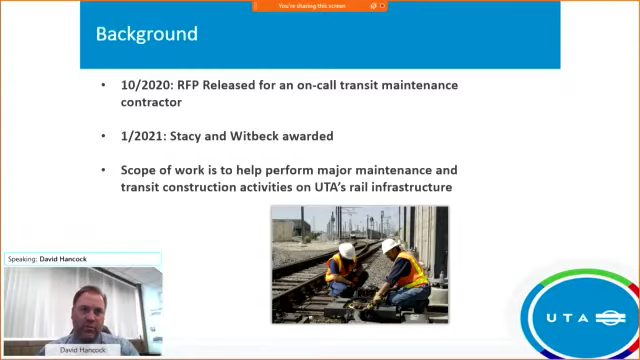 You're sharing this screen
Background
• 10/2020: RFP Released for an on-call transit maintenance
contractor
• 1/2021: Stacy and Witbeck awarded
• Scope of work is to help perform major maintenance and
transit construction activities on UTA's rail infrastructure
Speaking: David Hancock
David Hancock
UTA